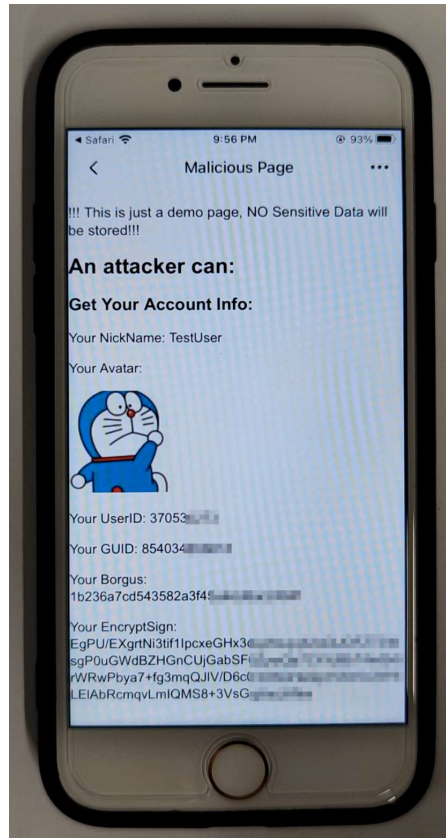 Safari
9:56 PM
93%
Malicious Page
!!! This is just a demo page, NO Sensitive Data will
be stored!!!
An attacker can:
Get Your Account Info:
Your NickName: TestUser
Your Avatar:
Your UserID: 37053
Your GUID: 854034
Your Borgus:
1b236a7cd543582a3f45
Your EncryptSign:
EgPU/EXgrtNi3tif1IpcxeGHx3
sgP0uGWdBZHGnCUjGabSF
rWRwPbya7+fg3mqQJIV/D6c
LEIAbRcmqvLmIQMS8+3VsG